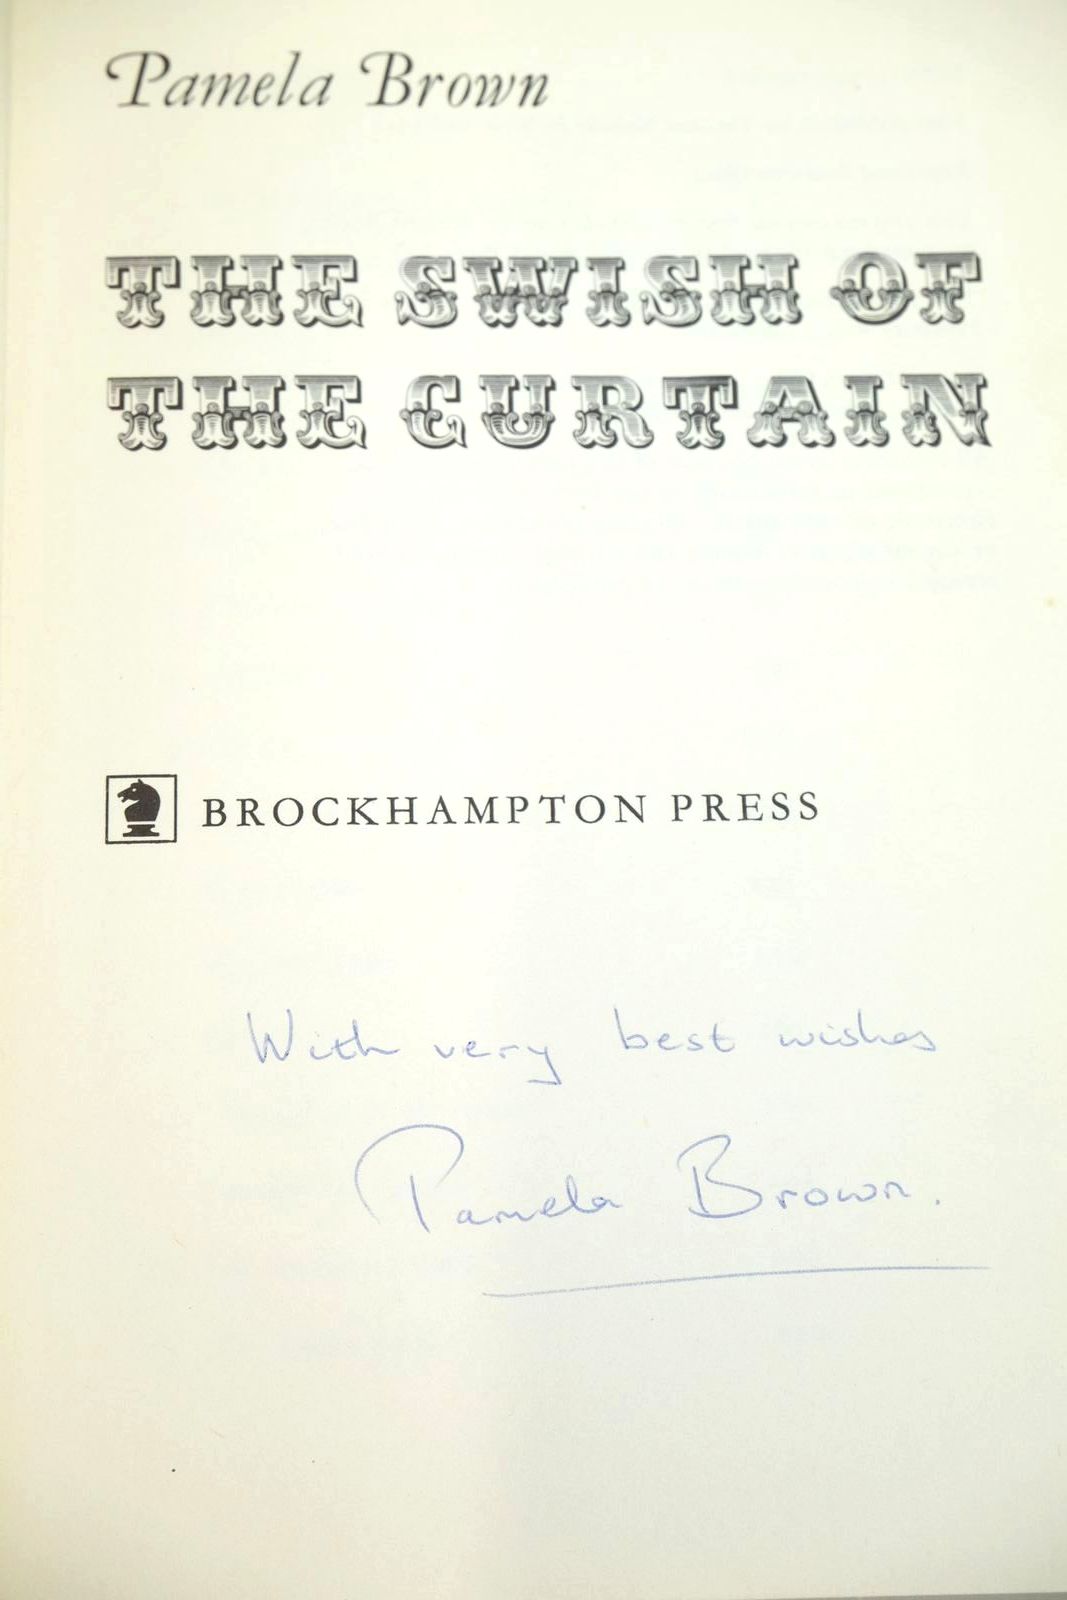 Pamela Brown
THE SWISH OF
THE CURTAIN
BROCKHAMPTON PRESS
With very best wishes
Pamela Brown.